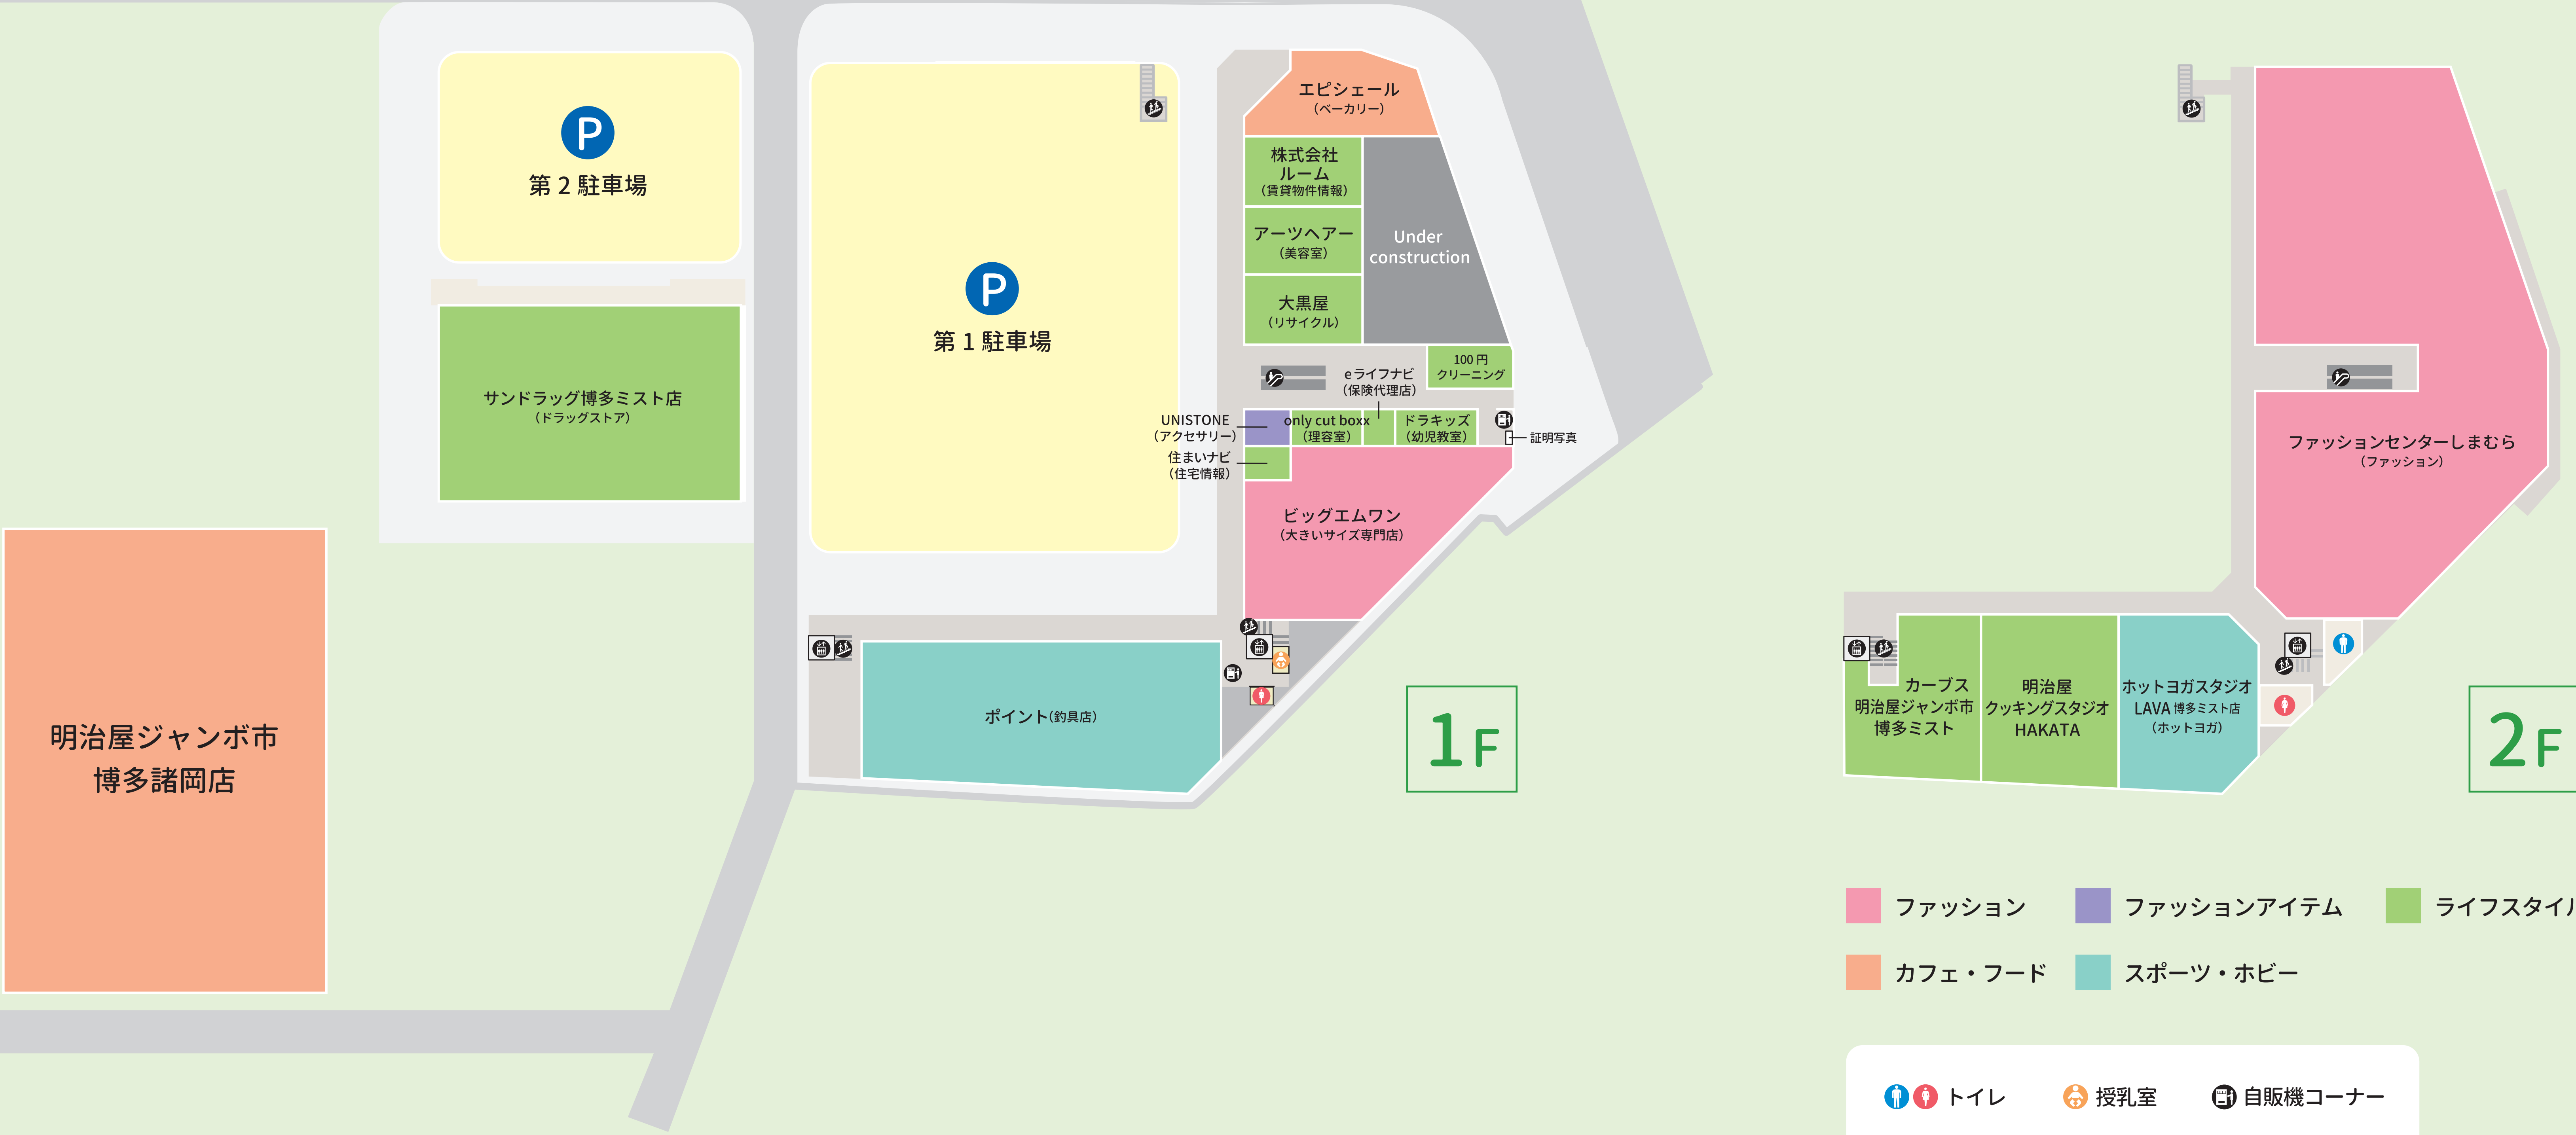 P
第2駐車場
サンドラッグ博多ミスト店
（ドラッグストア）
明治屋ジャンボ市
博多諸岡店
P
第1駐車場
エピシェール
（ベーカリー）
株式会社
ルーム
（賃貸物件情報）
アーツヘアー
（美容室）
大黒屋
（リサイクル）
Under
construction
100円
クリーニング
eライフナビ
（保険代理店）
UNISTONE
（アクセサリー）
only cut boxx
（理容室）
ドラキッズ
（幼児教室）
証明写真
住まいナビ
（住宅情報）
ビッグエムワン
（大きいサイズ専門店）
ポイント（釣具店）
1F
ファッションセンターしまむら
（ファッション）
カーブス
明治屋ジャンボ市
博多ミスト
明治屋
クッキングスタジオ
HAKATA
ホットヨガスタジオ
LAVA 博多ミスト店
（ホットヨガ）
2F
ファッション
ファッションアイテム
ライフスタイル
カフェ・フード
スポーツ・ホビー
トイレ
授乳室
自販機コーナー